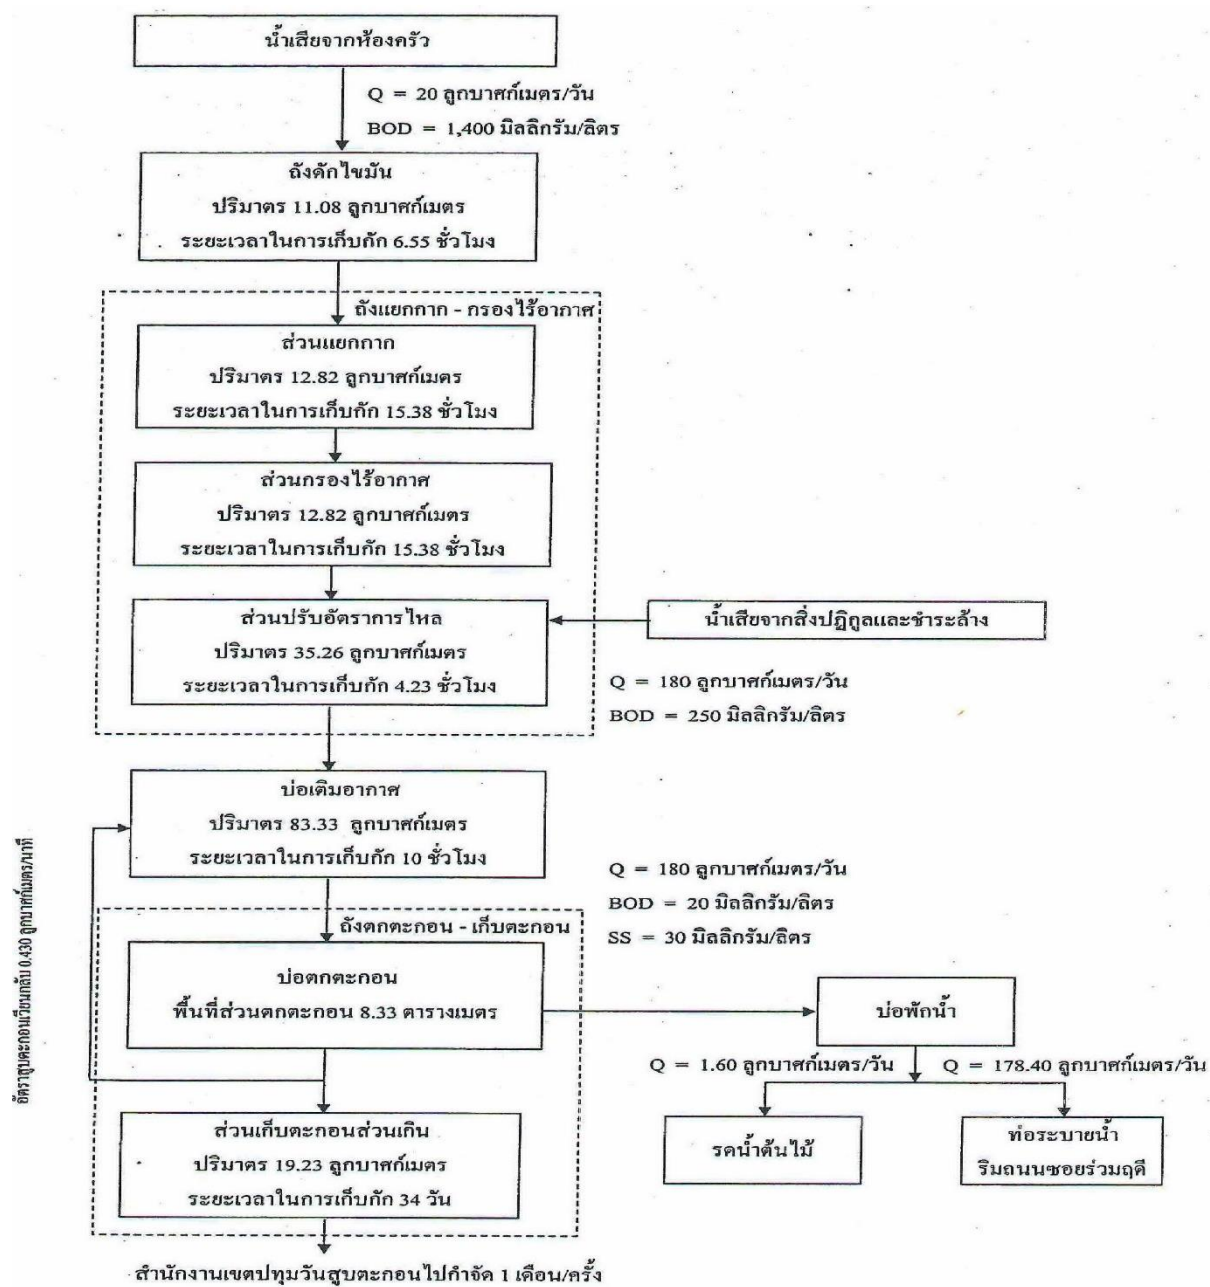 น้ำเสียจากห้องครัว
Q = 20 ลูกบาศก์เมตร/วัน
BOD = 1,400 มิลลิกรัม/ลิตร
ถังดักไขมัน
ปริมาตร 11.08 ลูกบาศก์เมตร
ระยะเวลาในการเก็บกัก 6.55 ชั่วโมง
ถังแยกกาก - กรองไร้อากาศ
ส่วนแยกกาก
ปริมาตร 12.82 ลูกบาศก์เมตร
ระยะเวลาในการเก็บกัก 15.38 ชั่วโมง
ส่วนกรองไร้อากาศ
ปริมาตร 12.82 ลูกบาศก์เมตร
ระยะเวลาในการเก็บกัก 15.38 ชั่วโมง
ส่วนปรับอัตราการไหล
ปริมาตร 35.26 ลูกบาศก์เมตร
ระยะเวลาในการเก็บกัก 4.23 ชั่วโมง
น้ำเสียจากสิ่งปฏิกูลและชำระล้าง
Q = 180 ลูกบาศก์เมตร/วัน
BOD = 250 มิลลิกรัม/ลิตร
บ่อเติมอากาศ
ปริมาตร 83.33 ลูกบาศก์เมตร
ระยะเวลาในการเก็บกัก 10 ชั่วโมง
อัตราสูบตะกอนเวียนกลับ 0.430 ลูกบาศก์เมตร/นาที
Q = 180 ลูกบาศก์เมตร/วัน
BOD = 20 มิลลิกรัม/ลิตร
SS = 30 มิลลิกรัม/ลิตร
ถังตกตะกอน - เก็บตะกอน
บ่อตกตะกอน
พื้นที่ส่วนตกตะกอน 8.33 ตารางเมตร
บ่อพักน้ำ
Q = 1.60 ลูกบาศก์เมตร/วัน
Q = 178.40 ลูกบาศก์เมตร/วัน
รดน้ำต้นไม้
ท่อระบายน้ำ
ริมถนนซอยร่วมฤดี
ส่วนเก็บตะกอนส่วนเกิน
ปริมาตร 19.23 ลูกบาศก์เมตร
ระยะเวลาในการเก็บกัก 34 วัน
สำนักงานเขตปทุมวันสูบตะกอนไปกำจัด 1 เดือน/ครั้ง